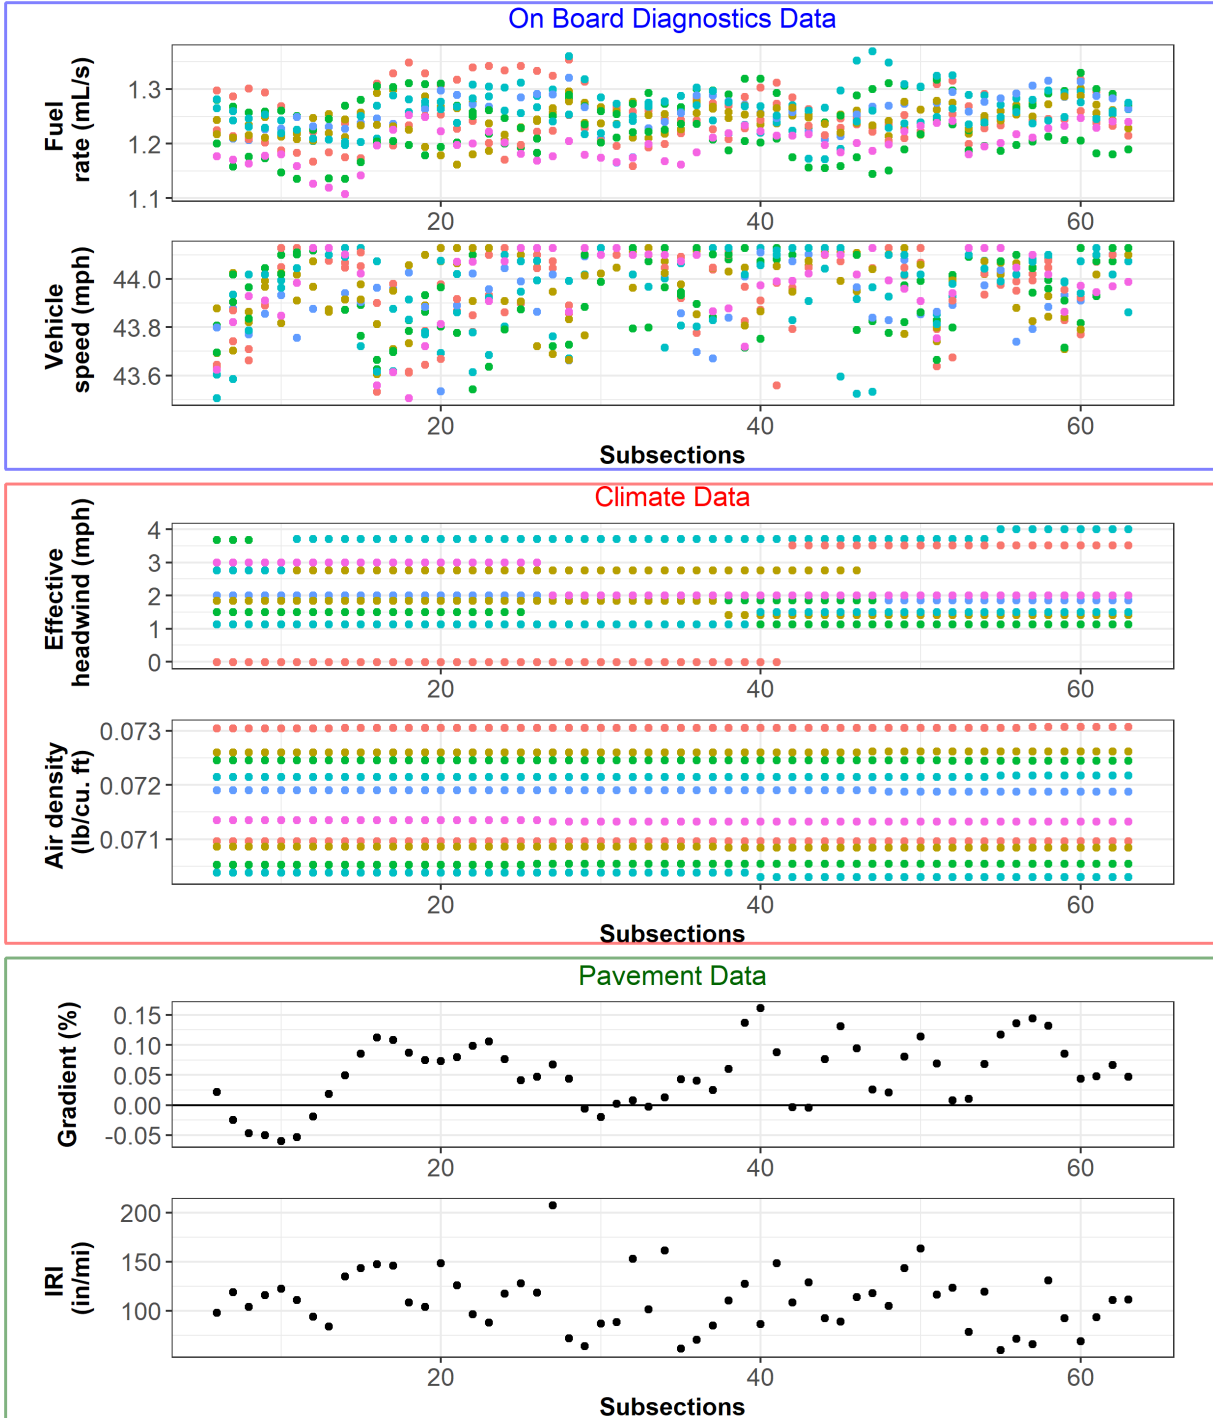 On Board Diagnostics Data
Fuel
rate (mL/s)
1.3
1.2
1.1
20 40 60
Vehicle
speed (mph)
44.0
43.8
43.6
20 40 60
Subsections
Climate Data
Effective
headwind (mph)
4
3
2
1
0
20 40 60
Air density
(lb/cu. ft)
0.073
0.072
0.071
20 40 60
Subsections
Pavement Data
Gradient (%)
0.15
0.10
0.05
0.00
-0.05
20 40 60
IRI
(in/mi)
200
150
100
20 40 60
Subsections